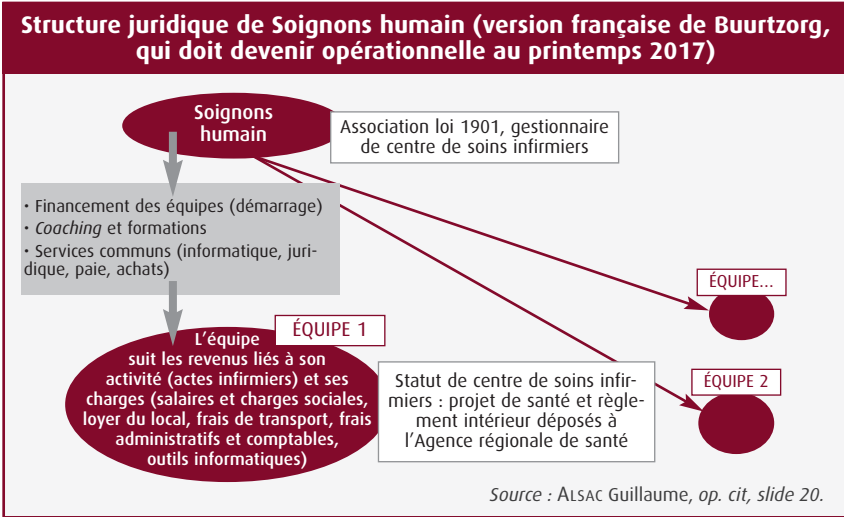 Structure juridique de Soignons humain (version française de Buurtzorg,
qui doit devenir opérationnelle au printemps 2017)
Soignons
humain
Association loi 1901, gestionnaire
de centre de soins infirmiers
· Financement des équipes (démarrage)
· Coaching et formations
· Services communs (informatique, juri-
dique, paie, achats)
ÉQUIPE 1
L'équipe
suit les revenus liés à son
activité (actes infirmiers) et ses
charges (salaires et charges sociales,
loyer du local, frais de transport, frais
administratifs et comptables,
outils informatiques)
ÉQUIPE...
ÉQUIPE 2
Statut de centre de soins infir-
miers : projet de santé et règle-
ment intérieur déposés à
l'Agence régionale de santé
Source : ALSAC Guillaume, op. cit, slide 20.